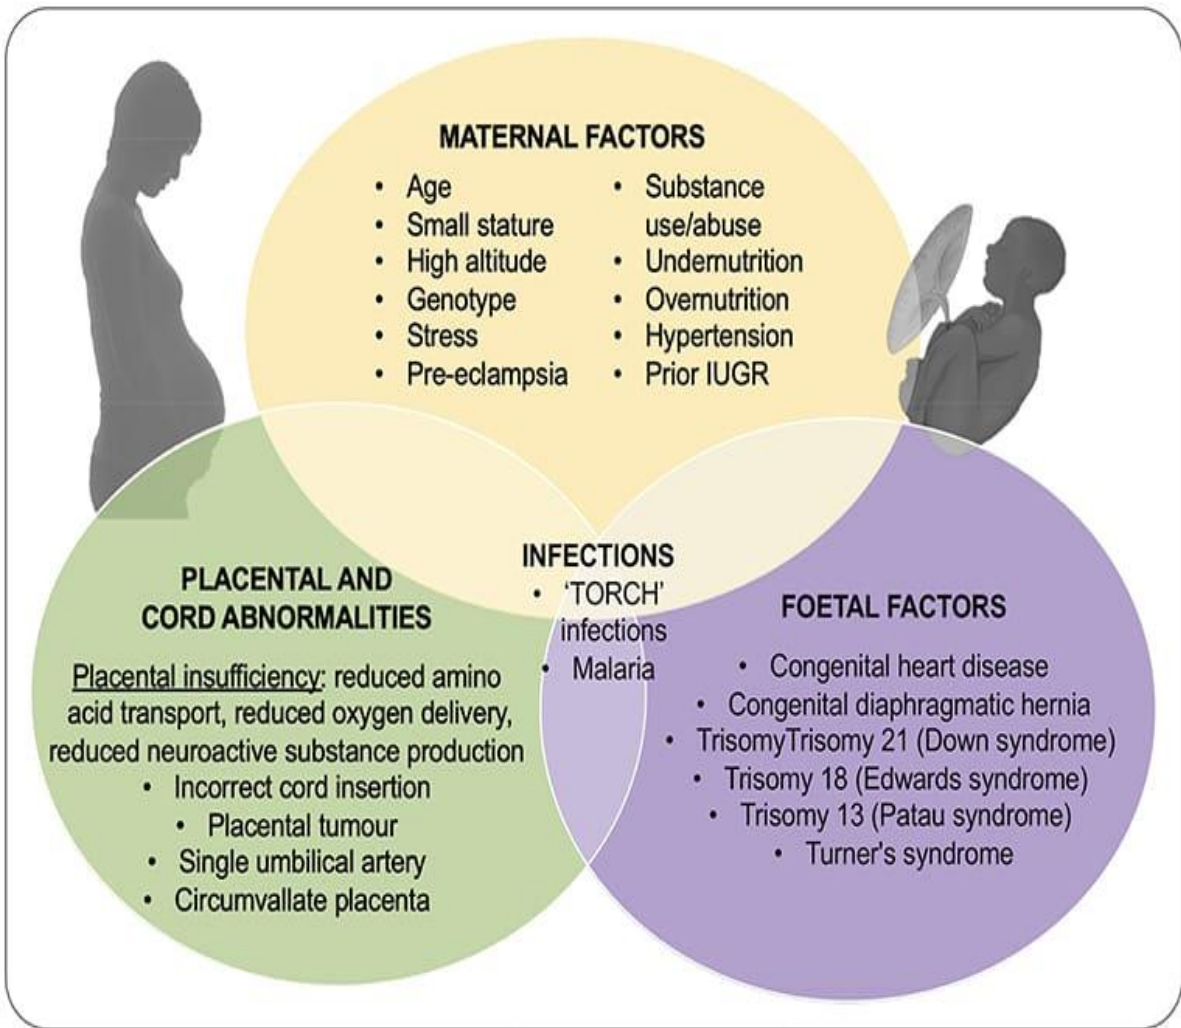 MATERNAL FACTORS
• Age
• Small stature
• High altitude
• Genotype
• Stress
• Pre-eclampsia
• Substance
use/abuse
• Undernutrition
• Overnutrition
• Hypertension
• Prior IUGR
INFECTIONS
• ‘TORCH’
infections
• Malaria
PLACENTAL AND
CORD ABNORMALITIES
Placental insufficiency: reduced amino
acid transport, reduced oxygen delivery,
reduced neuroactive substance production
• Incorrect cord insertion
• Placental tumour
• Single umbilical artery
• Circumvallate placenta
FOETAL FACTORS
• Congenital heart disease
• Congenital diaphragmatic hernia
• TrisomyTrisomy 21 (Down syndrome)
• Trisomy 18 (Edwards syndrome)
• Trisomy 13 (Patau syndrome)
• Turner's syndrome